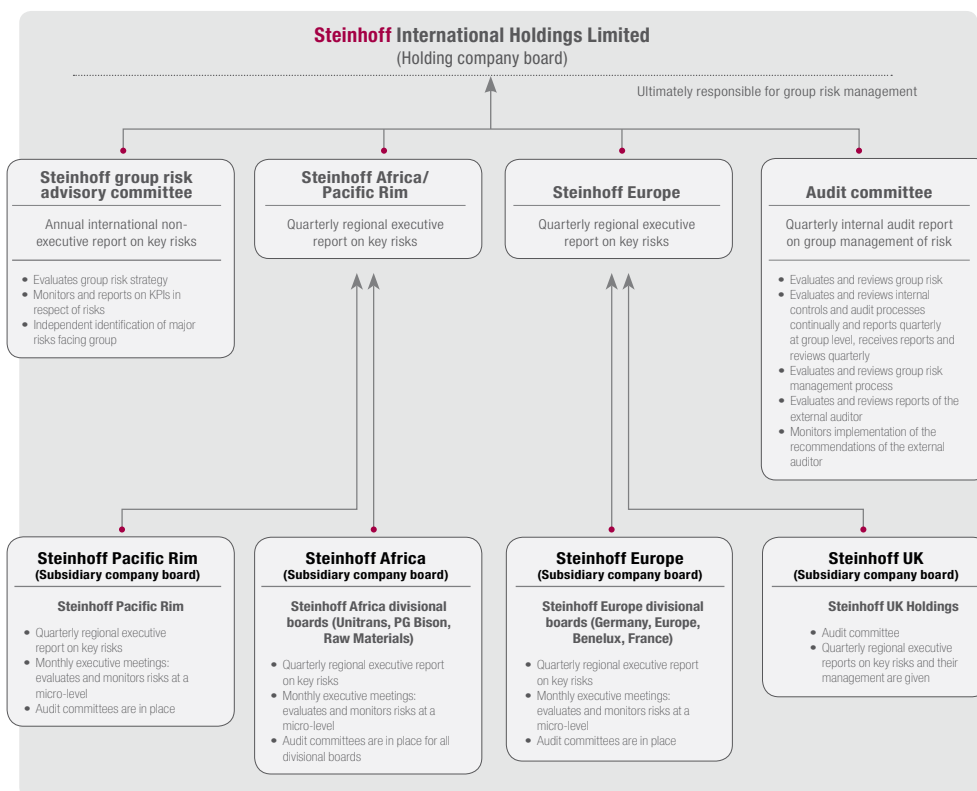 Steinhoff International Holdings Limited
(Holding company board)
Ultimately responsible for group risk management
Steinhoff group risk
advisory committee
Annual international non-
executive report on key risks
• Evaluates group risk strategy
• Monitors and reports on KPIs in
respect of risks
• Independent identification of major
risks facing group
Steinhoff Africa/
Pacific Rim
Quarterly regional executive
report on key risks
Steinhoff Europe
Quarterly regional executive
report on key risks
Audit committee
Quarterly internal audit report
on group management of risk
• Evaluates and reviews group risk
• Evaluates and reviews internal
controls and audit processes
continually and reports quarterly
at group level, receives reports and
reviews quarterly
• Evaluates and reviews group risk
management process
• Evaluates and reviews reports of the
external auditor
• Monitors implementation of the
recommendations of the external
auditor
Steinhoff Pacific Rim
(Subsidiary company board)
Steinhoff Pacific Rim
• Quarterly regional executive
report on key risks
• Monthly executive meetings:
evaluates and monitors risks at a
micro-level
• Audit committees are in place
Steinhoff Africa
(Subsidiary company board)
Steinhoff Africa divisional
boards (Unitrans, PG Bison,
Raw Materials)
• Quarterly regional executive report
on key risks
• Monthly executive meetings:
evaluates and monitors risks at a
micro-level
• Audit committees are in place for all
divisional boards
Steinhoff Europe
(Subsidiary company board)
Steinhoff Europe divisional
boards (Germany, Europe,
Benelux, France)
• Quarterly regional executive report
on key risks
• Monthly executive meetings:
evaluates and monitors risks at a
micro-level
• Audit committees are in place
Steinhoff UK
(Subsidiary company board)
Steinhoff UK Holdings
• Audit committee
• Quarterly regional executive
reports on key risks and their
management are given